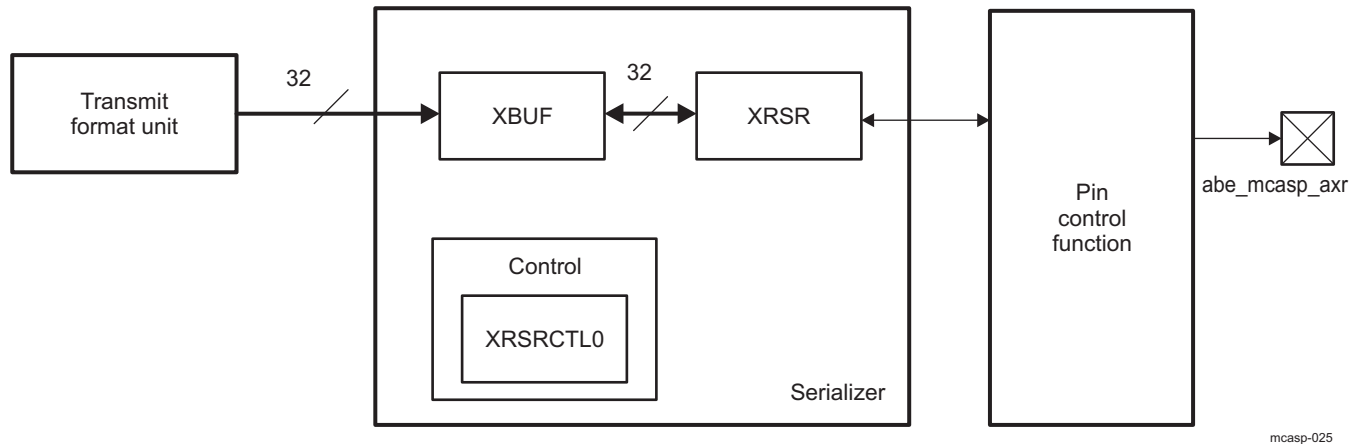 Transmit
format unit
32
XBUF
32
XRSR
Control
XRSRCTL0
Serializer
Pin
control
function
abe_mcasp_axr
mcasp-025